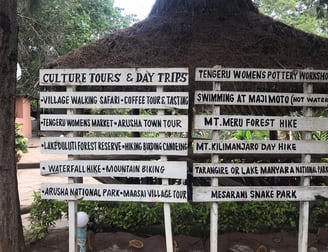 CULTURE TOURS & DAY TRIPS
•VILLAGE WALKING SAFARI •COFFEE TOUR & TASTING
•TENGERU WOMENS MARKET •ARUSHA TOWN TOUR
•LAKE DULUTI FOREST RESERVE •HIKING BIRDING CANOEING
•WATERFALL HIKE •MOUNTAIN BIKING
•ARUSHA NATIONAL PARK •MAASAI VILLAGE TOUR
TENGERU WOMENS POTTERY WORKSHO
SWIMMING AT MAJI MOTO (HOT WATER
MT. MERU FOREST HIKE
MT. KILIMANJARO DAY HIKE
TARANGIRE OR LAKE MANYARA NATIONAL PARK
MESARANI SNAKE PARK